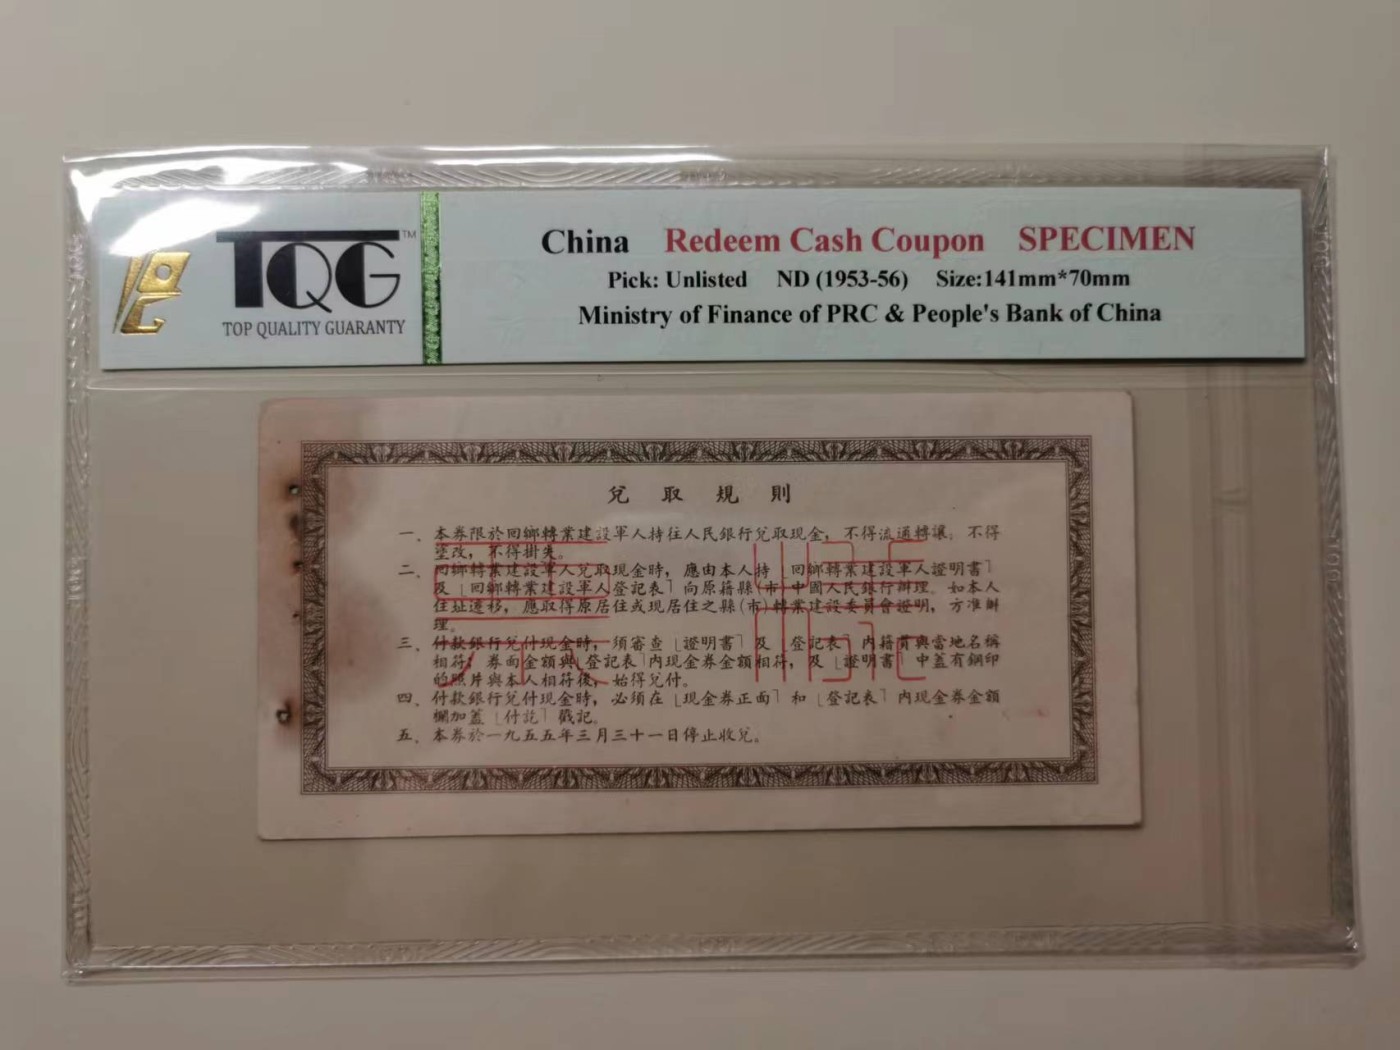 TQG™
TOP QUALITY GUARANTY
China Redeem Cash Coupon SPECIMEN
Pick: Unlisted ND (1953-56) Size:141mm*70mm
Ministry of Finance of PRC & People's Bank of China
兌取規則
一、本券限於回鄉轉業建設軍人持往人民銀行兌取現金，不得流通轉讓，不得
塗改，不得掛失。
二、回鄉轉業建設軍人兌取現金時，應由本人持「回鄉轉業建設軍人證明書」
及「回鄉轉業建設軍人登記表」向原籍縣(市)中國人民銀行辦理。如本人
住址遷移，應取得原居住或現居住之縣(市)轉業建設委員會證明，方准辦
理。
三、付款銀行兌付現金時，須審查「證明書」及「登記表」內籍貫與當地名稱
相符；券面金額與「登記表」內現金券金額相符，及「證明書」中蓋有鋼印
的照片與本人相符後，始得兌付。
四、付款銀行兌付現金時，必須在「現金券正面」和「登記表」內現金券金額
欄加蓋「付訖」戳記。
五、本券於一九五五年三月三十一日停止收兌。